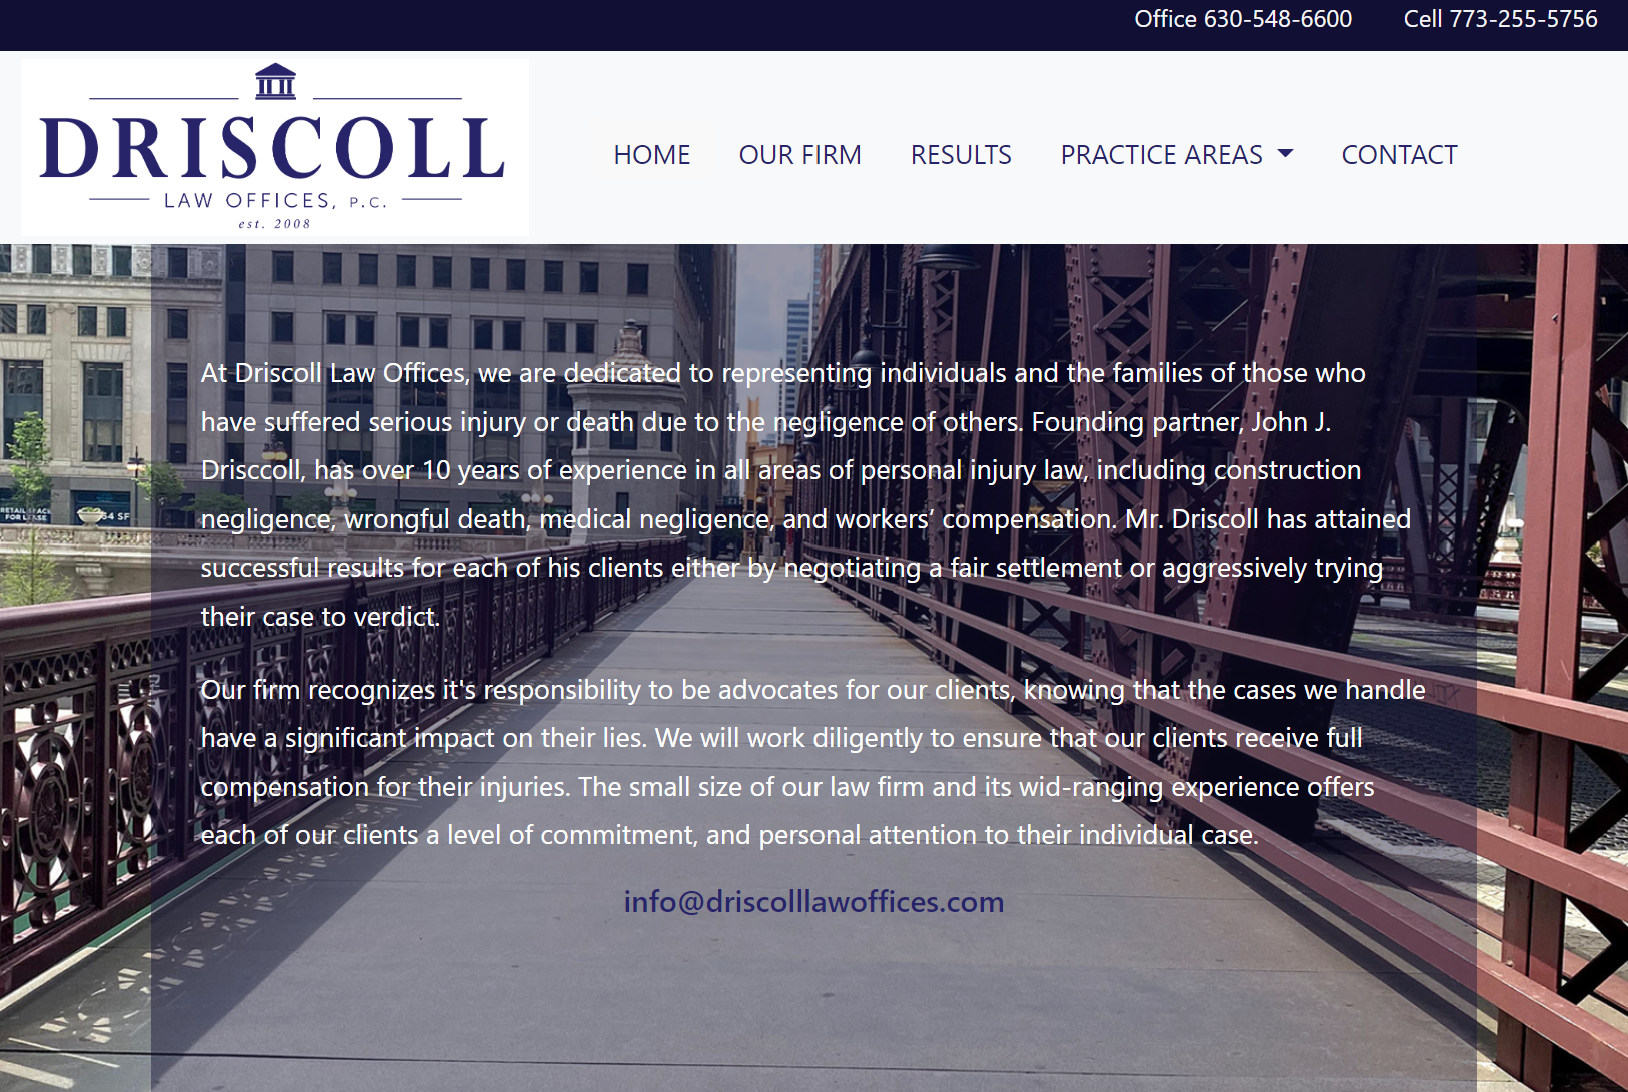 Office 630-548-6600 Cell 773-255-5756
DRISCOLL
LAW OFFICES, P.C.
est. 2008
HOME OUR FIRM RESULTS PRACTICE AREAS CONTACT
At Driscoll Law Offices, we are dedicated to representing individuals and the families of those who
have suffered serious injury or death due to the negligence of others. Founding partner, John J.
Drisccoll, has over 10 years of experience in all areas of personal injury law, including construction
negligence, wrongful death, medical negligence, and workers’ compensation. Mr. Driscoll has attained
successful results for each of his clients either by negotiating a fair settlement or aggressively trying
their case to verdict.
RETAIL SPACE
FOR LEASE
64 SF
Our firm recognizes it's responsibility to be advocates for our clients, knowing that the cases we handle
have a significant impact on their lies. We will work diligently to ensure that our clients receive full
compensation for their injuries. The small size of our law firm and its wid-ranging experience offers
each of our clients a level of commitment, and personal attention to their individual case.
info@driscolllawoffices.com